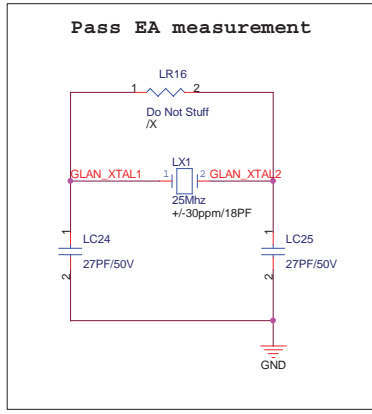 Pass EA measurement
LR16
1 2
Do Not Stuff
/X
LX1
GLAN_XTAL1 1 2 GLAN_XTAL2
25Mhz
+/-30ppm/18PF
1 1
LC24 LC25
27PF/50V 27PF/50V
2 2
GND